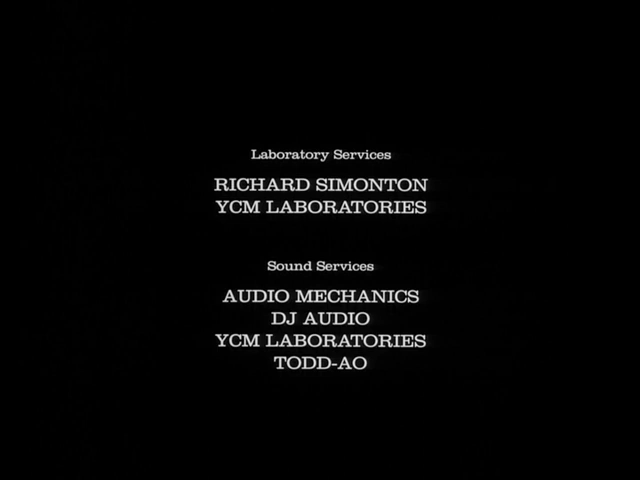 Laboratory Services
RICHARD SIMONTON
YCM LABORATORIES
Sound Services
AUDIO MECHANICS
DJ AUDIO
YCM LABORATORIES
TODD-AO